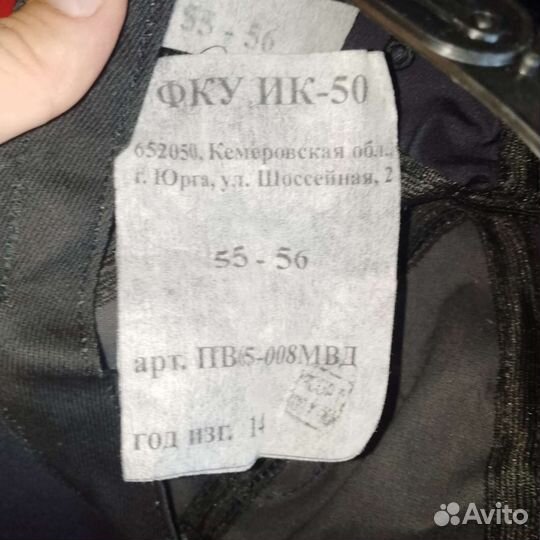 55 - 56
ФКУ ИК-50
652050, Кемеровская обл.,
г. Юрга, ул. Шоссейная, 2
55 - 56
арт. ПВ65-008МВД
год изг. 14
Avito